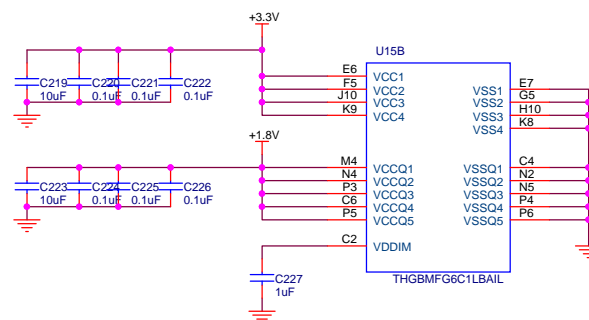 +3.3V
U15B
C219
10uF
C220
0.1uF
C221
0.1uF
C222
0.1uF
E6
F5
J10
K9
VCC1
VCC2
VCC3
VCC4
E7
G5
H10
K8
VSS1
VSS2
VSS3
VSS4
+1.8V
C223
10uF
C224
0.1uF
C225
0.1uF
C226
0.1uF
M4
N4
P3
C6
P5
VCCQ1
VCCQ2
VCCQ3
VCCQ4
VCCQ5
C4
N2
N5
P4
P6
VSSQ1
VSSQ2
VSSQ3
VSSQ4
VSSQ5
C2
VDDIM
C227
1uF
THGBMFG6C1LBAIL